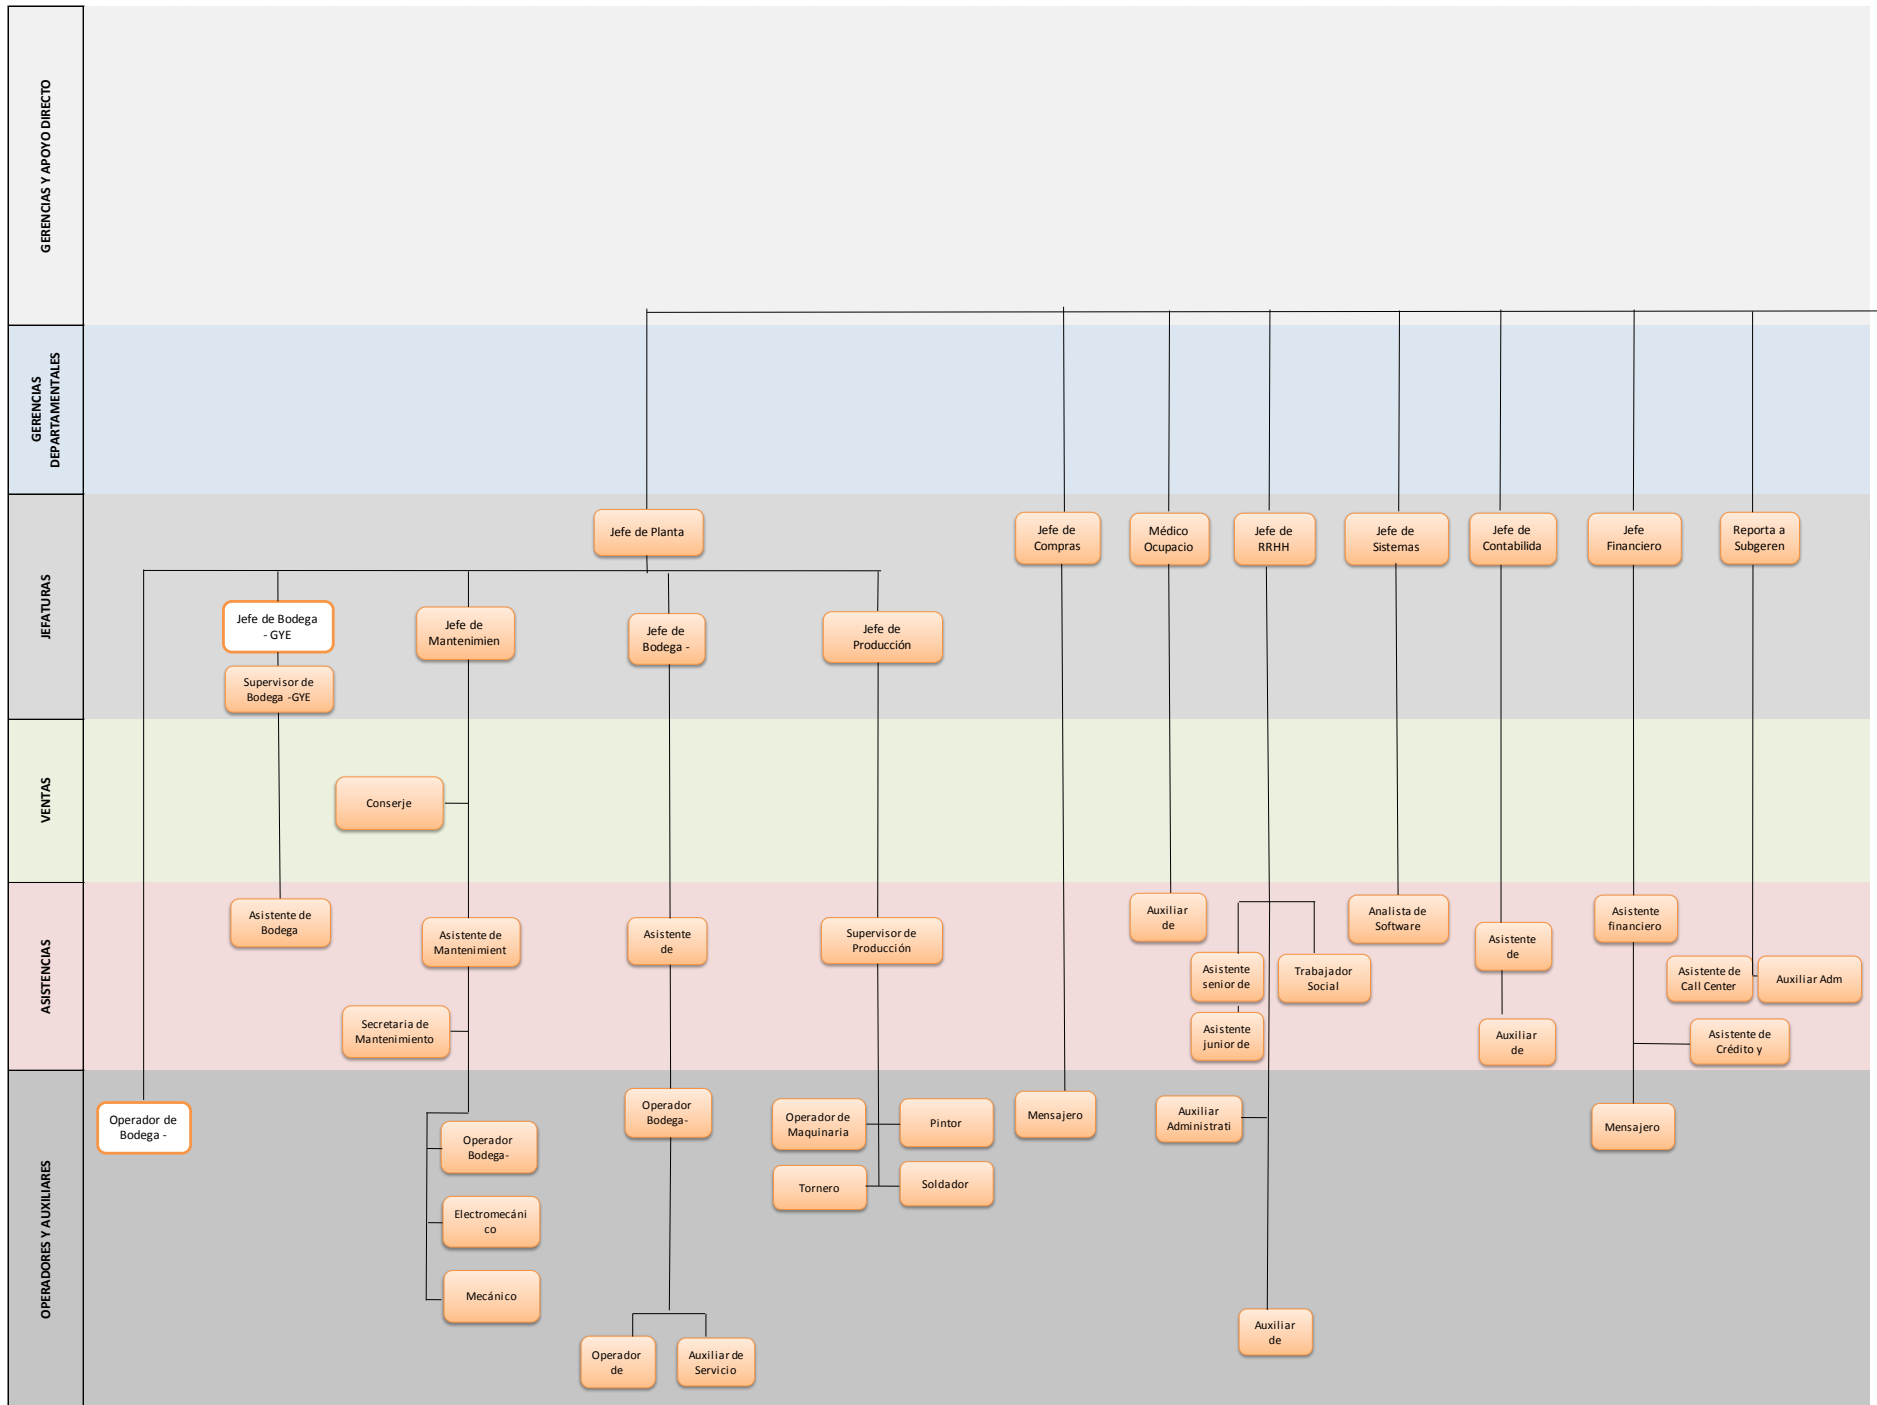 GERENCIAS Y APOYO DIRECTO
GERENCIAS
DEPARTAMENTALES
JEFATURAS
Jefe de Planta
Jefe de
Compras
Médico
Ocupacio
Jefe de
RRHH
Jefe de
Sistemas
Jefe de
Contabilida
Jefe
Financiero
Reporta a
Subgeren
Jefe de Bodega
- GYE
Jefe de
Mantenimien
Jefe de
Bodega -
Jefe de
Producción
Supervisor de
Bodega -GYE
VENTAS
Conserje
ASISTENCIAS
Asistente de
Bodega
Asistente de
Mantenimient
Asistente
de
Supervisor de
Producción
Auxiliar
de
Asistente
senior de
Trabajador
Social
Asistente
junior de
Analista de
Software
Asistente
de
Auxiliar
de
Asistente
financiero
Asistente de
Call Center
Auxiliar Adm
Asistente de
Crédito y
Secretaria de
Mantenimiento
OPERADORES Y AUXILIARES
Operador de
Bodega -
Operador
Bodega-
Electromecáni
co
Mecánico
Operador
Bodega-
Operador
de
Auxiliar de
Servicio
Operador de
Maquinaria
Pintor
Tornero
Soldador
Mensajero
Auxiliar
Administrati
Auxiliar
de
Mensajero